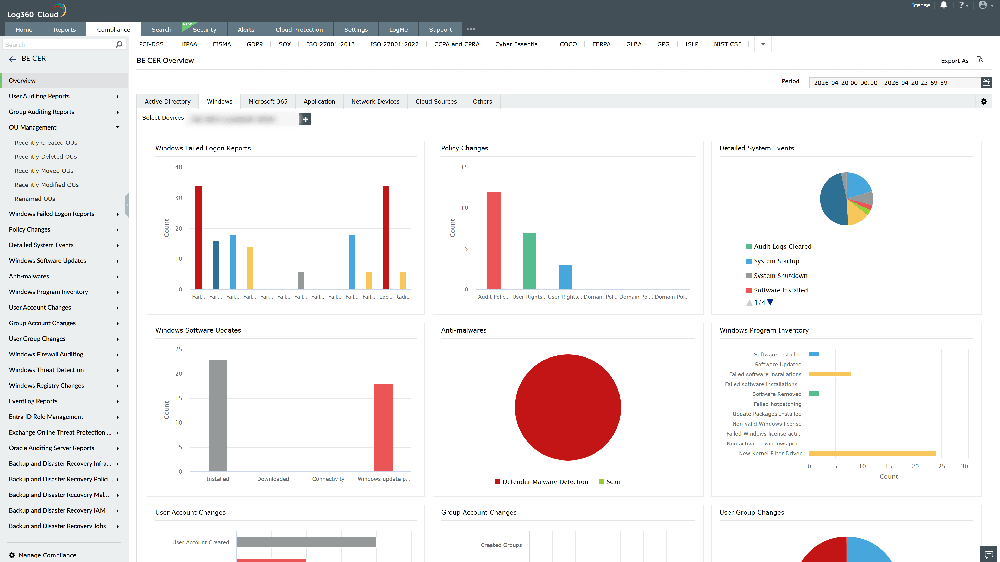 Log360 Cloud
License
?
Home
Reports
Compliance
Search
NEW
Security
Alerts
Cloud Protection
Settings
LogMe
Support
Search
PCI-DSS
HIPAA
FISMA
GDPR
SOX
ISO 27001:2013
ISO 27001:2022
CCPA and CPRA
Cyber Essentia...
COCO
FERPA
GLBA
GPG
ISLP
NIST CSF
BE CER
Overview
User Auditing Reports
Group Auditing Reports
OU Management
Recently Created OUs
Recently Deleted OUs
Recently Moved OUs
Recently Modified OUs
Renamed OUs
Windows Failed Logon Reports
Policy Changes
Detailed System Events
Windows Software Updates
Anti-malwares
Windows Program Inventory
User Account Changes
Group Account Changes
User Group Changes
Windows Firewall Auditing
Windows Threat Detection
Windows Registry Changes
EventLog Reports
Entra ID Role Management
Exchange Online Threat Protection ...
Oracle Auditing Server Reports
Backup and Disaster Recovery Infra...
Backup and Disaster Recovery Polici...
Backup and Disaster Recovery Mal...
Backup and Disaster Recovery IAM
Backup and Disaster Recovery Jobs
Manage Compliance
BE CER Overview
Export As
Period
2026-04-20 00:00:00 - 2026-04-20 23:59:59
Active Directory
Windows
Microsoft 365
Application
Network Devices
Cloud Sources
Others
Select Devices
Windows Failed Logon Reports
40
30
20
10
0
Count
Fail...
Fail...
Fail...
Fail...
Fail...
Fail...
Fail...
Fail...
Fail...
Fail...
Fail...
Loc...
Radi...
Policy Changes
15
10
5
0
Count
Audit Polic...
User Rights...
User Rights...
Domain Pol...
Domain Pol...
Domain Pol...
Detailed System Events
Audit Logs Cleared
System Startup
System Shutdown
Software Installed
1/4
Windows Software Updates
25
20
15
10
5
0
Count
Installed
Downloaded
Connectivity
Windows update p...
Anti-malwares
Defender Malware Detection
Scan
Windows Program Inventory
Software Installed
Software Updated
Failed software installations
Failed software installations...
Software Removed
Failed hotpatching
Update Packages Installed
Non valid Windows license
Failed Windows license acti...
Non activated windows pro...
New Kernel Filter Driver
0
5
10
15
20
25
30
Count
User Account Changes
User Account Created
Group Account Changes
Created Groups
User Group Changes